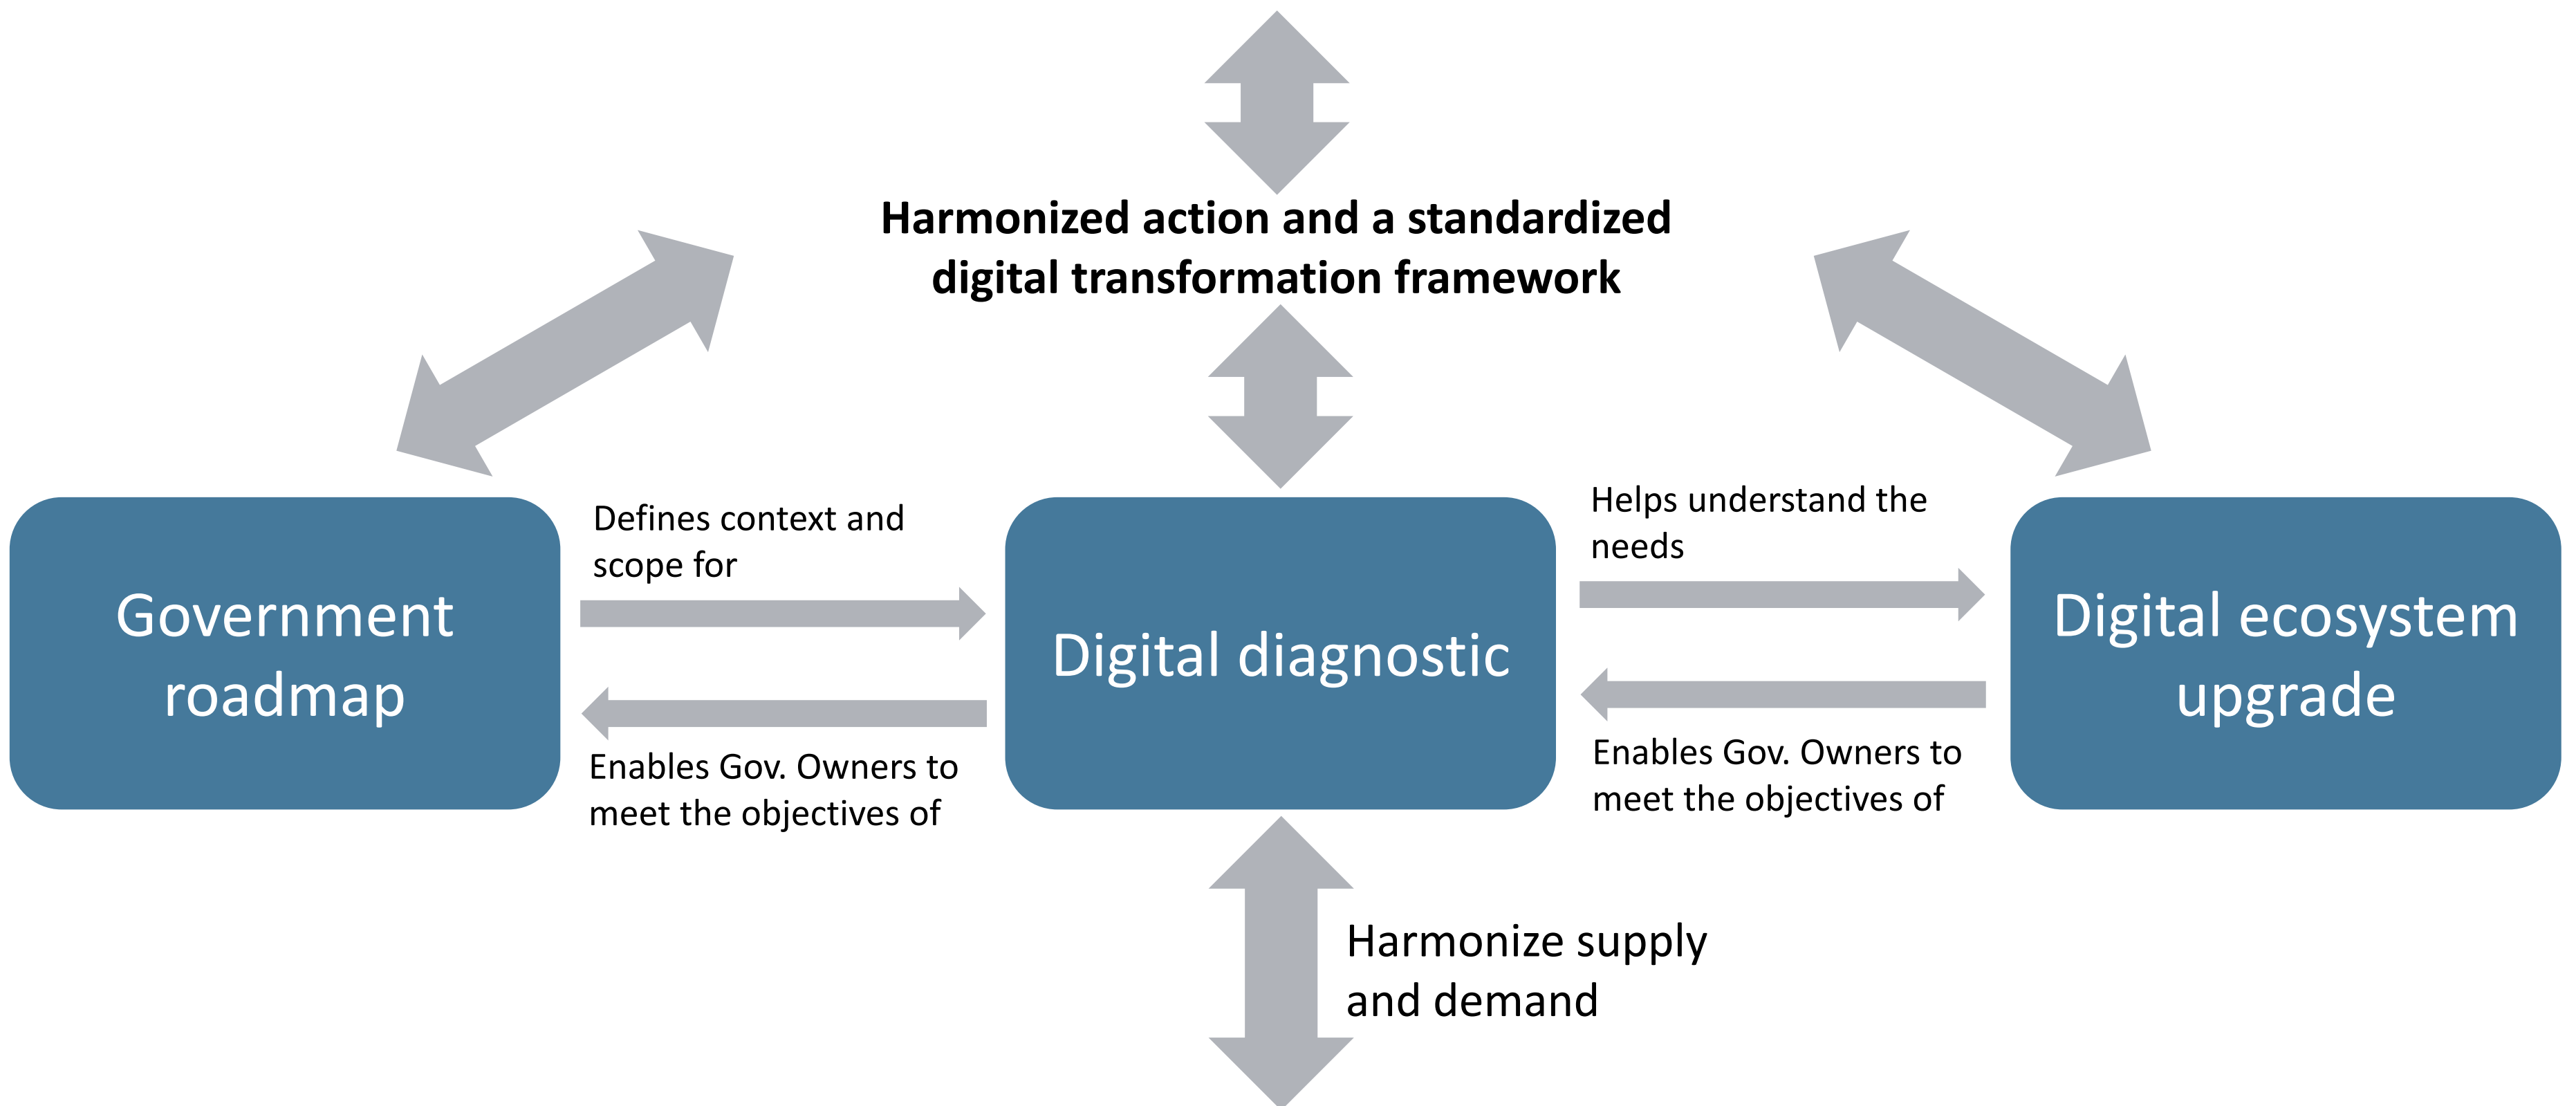 Harmonized action and a standardized
digital transformation framework
Government
roadmap
Defines context and
scope for
Enables Gov. Owners to
meet the objectives of
Digital diagnostic
Helps understand the
needs
Enables Gov. Owners to
meet the objectives of
Digital ecosystem
upgrade
Harmonize supply
and demand